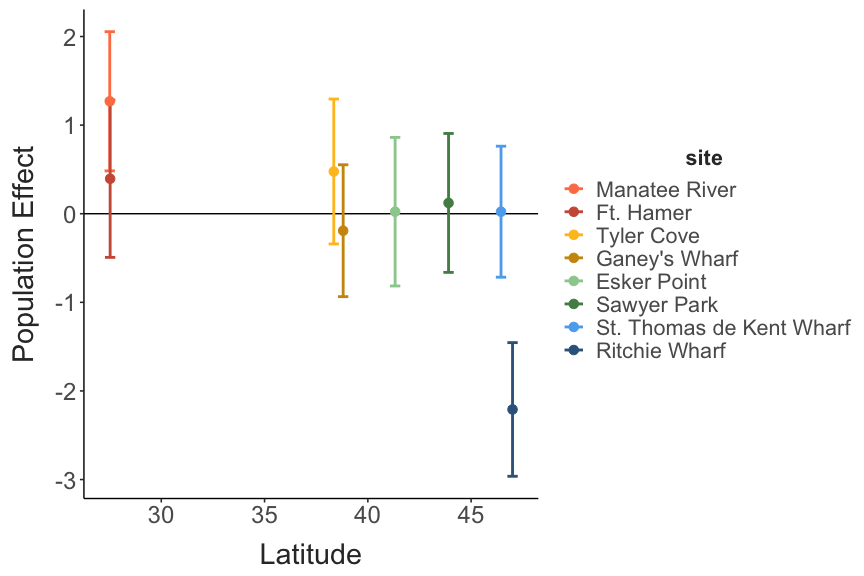 2
1
0
-1
-2
-3
Population Effect
30 35 40 45
Latitude
site
Manatee River
Ft. Hamer
Tyler Cove
Ganey's Wharf
Esker Point
Sawyer Park
St. Thomas de Kent Wharf
Ritchie Wharf